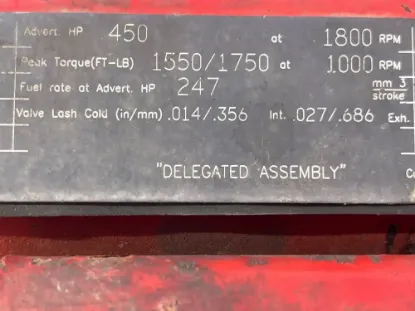 Advert. HP 450 at 1800 RPM
Peak Torque(FT-LB) 1550/1750 at 1000 RPM
Fuel rate at Advert. HP 247 mm 3 stroke
Valve Lash Cold (in/mm) .014/.356 Int. .027/.686 Exh.
"DELEGATED ASSEMBLY"